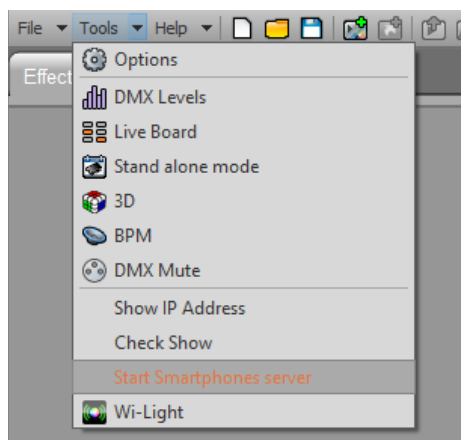 File Tools Help
Effect
Options
DMX Levels
Live Board
Stand alone mode
3D
BPM
DMX Mute
Show IP Address
Check Show
Start Smartphones server
Wi-Light